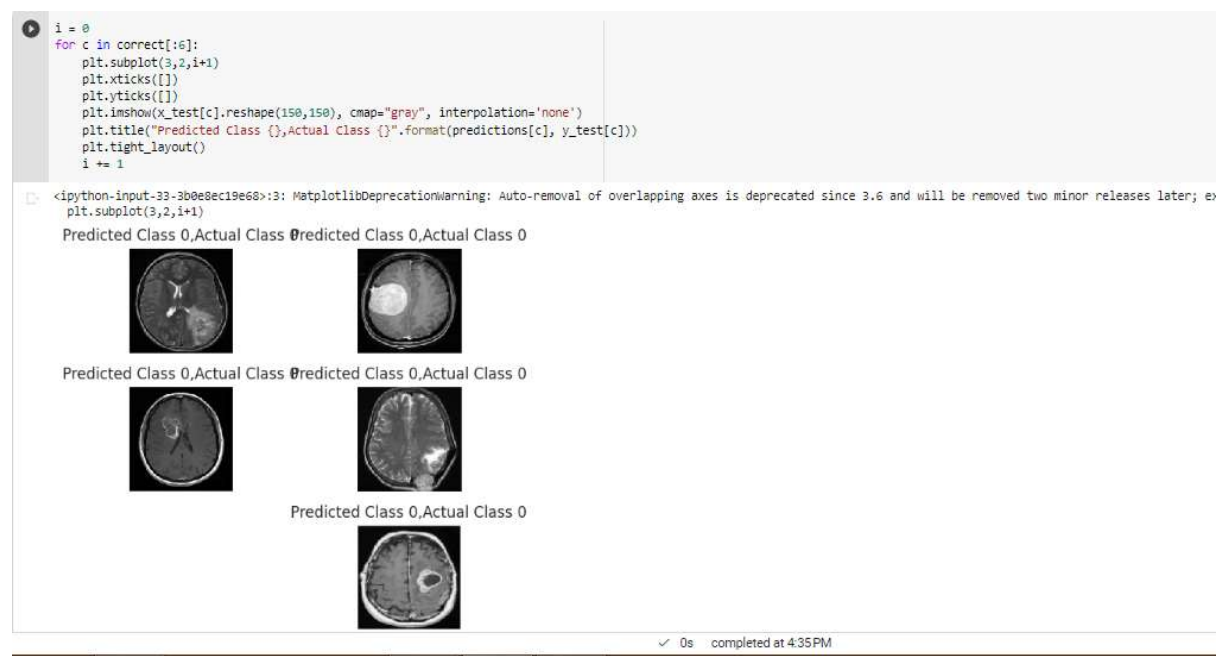 i = 0
for c in correct[:6]:
    plt.subplot(3,2,i+1)
    plt.xticks([])
    plt.yticks([])
    plt.imshow(x_test[c].reshape(150,150), cmap="gray", interpolation='none')
    plt.title("Predicted Class {},Actual Class {}".format(predictions[c], y_test[c]))
    plt.tight_layout()
    i += 1
<ipython-input-33-3b0e8ec19e68>:3: MatplotlibDeprecationWarning: Auto-removal of overlapping axes is deprecated since 3.6 and will be removed two minor releases later; ex
  plt.subplot(3,2,i+1)
Predicted Class 0,Actual Class 0 Predicted Class 0,Actual Class 0
Predicted Class 0,Actual Class 0 Predicted Class 0,Actual Class 0
Predicted Class 0,Actual Class 0
0s completed at 4:35 PM